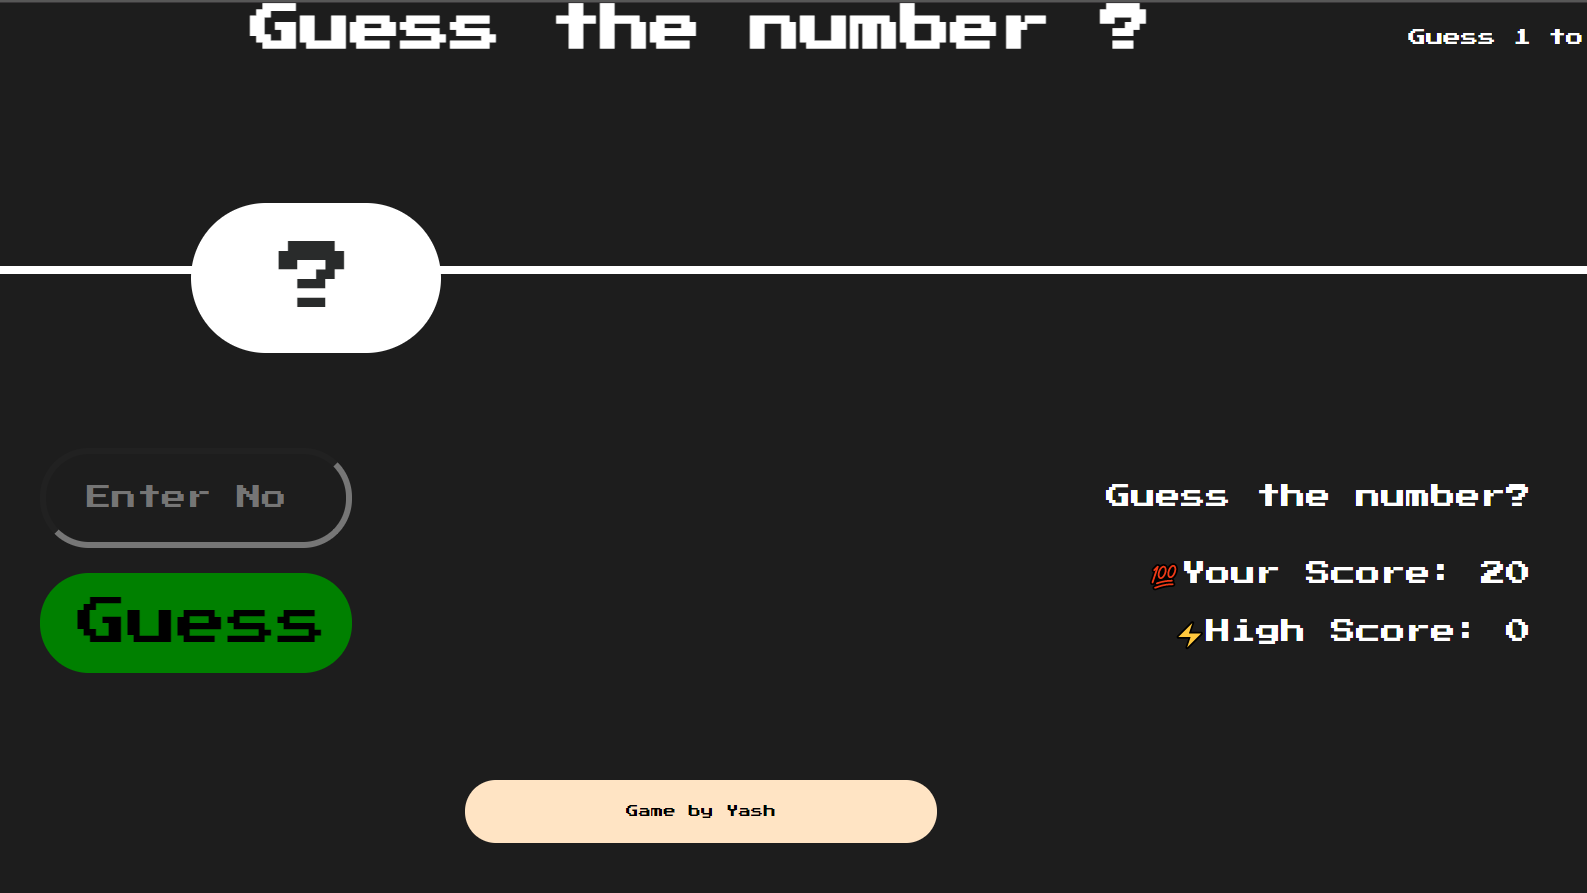 Guess the number ?
Guess 1 to
?
Enter No
Guess
Guess the number?
💯Your Score: 20
⚡High Score: 0
Game by Yash